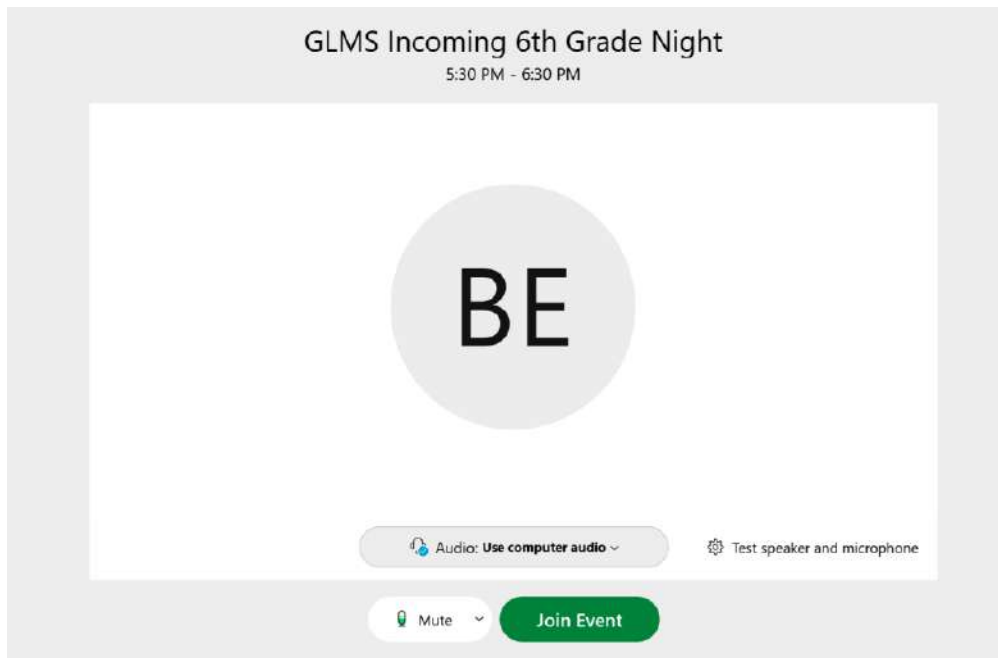 GLMS Incoming 6th Grade Night
5:30 PM - 6:30 PM
BE
Audio: Use computer audio
Test speaker and microphone
Mute
Join Event